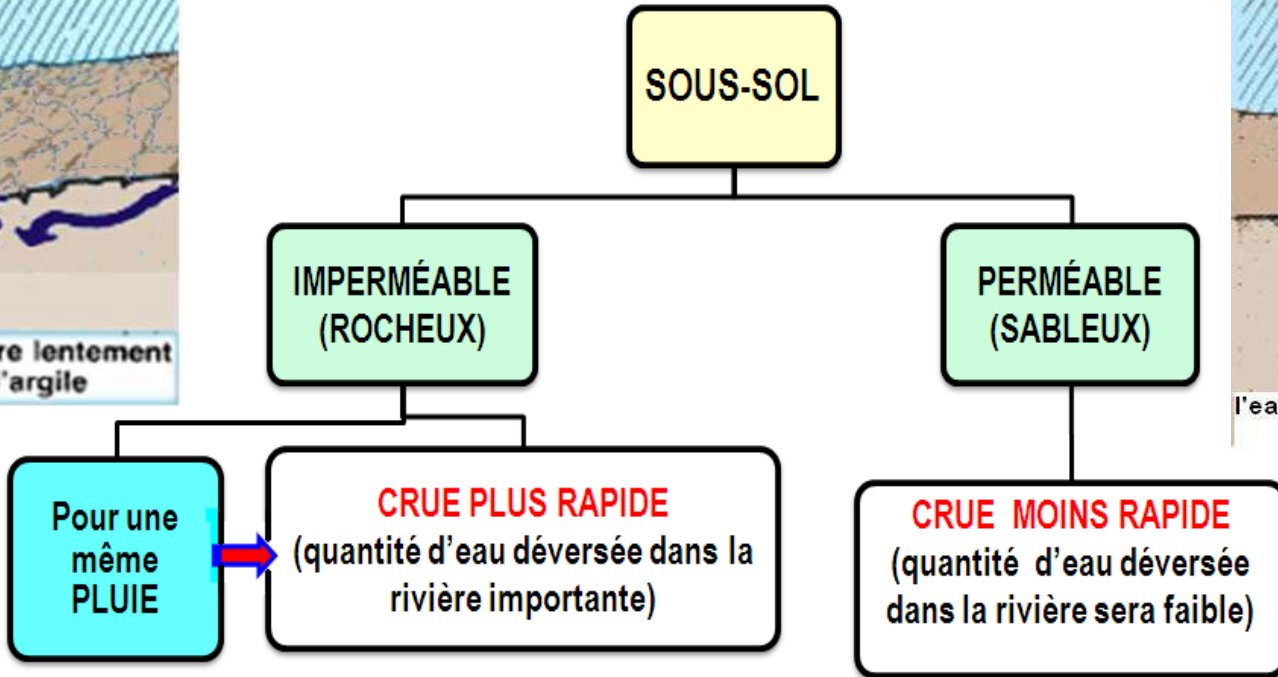 SOUS-SOL
IMPERMÉABLE
(ROCHEUX)
PERMÉABLE
(SABLEUX)
re lentement
'argile
l'ea
Pour une
même
PLUIE
CRUE PLUS RAPIDE
(quantité d'eau déversée dans la
rivière importante)
CRUE MOINS RAPIDE
(quantité d'eau déversée
dans la rivière sera faible)